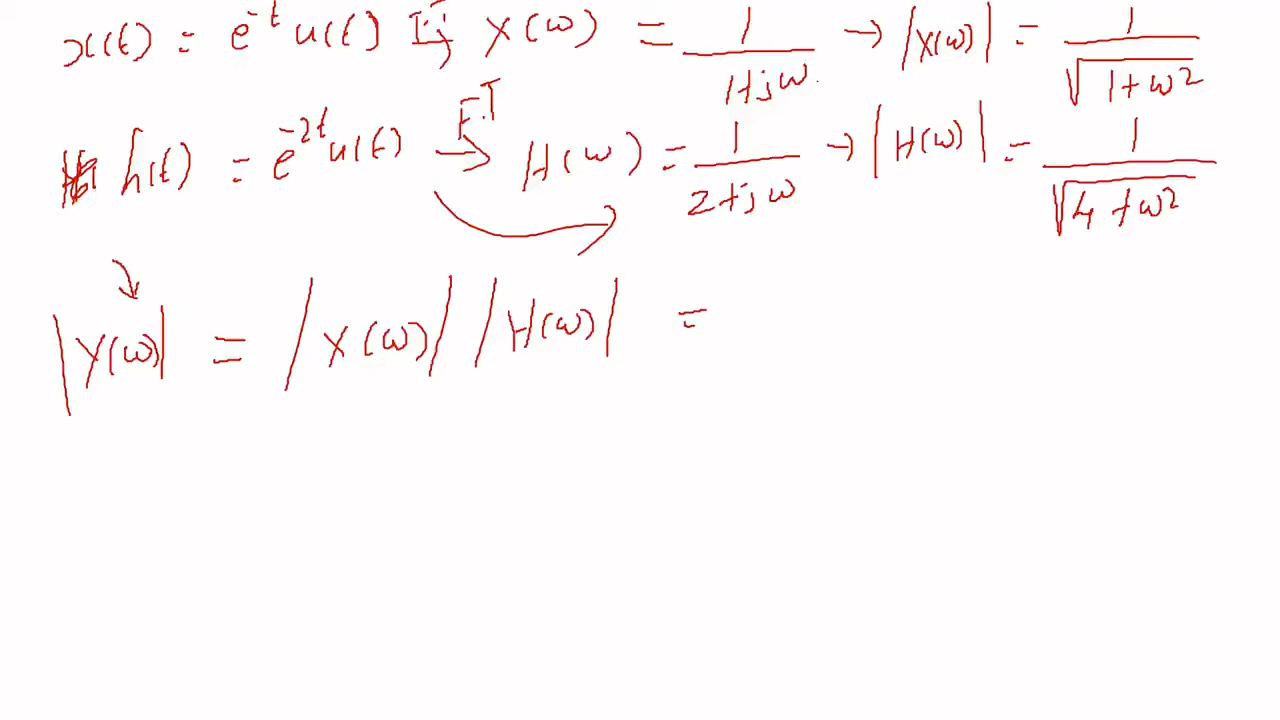 x(t) = e^{-t} u(t) F.T X(ω) = 1/(1+jω) → |X(ω)| = 1/√(1+ω²)
h(t) = e^{-2t} u(t) F.T → H(ω) = 1/(2+jω) → |H(ω)| = 1/√(4+ω²)
|Y(ω)| = |X(ω)| |H(ω)| =